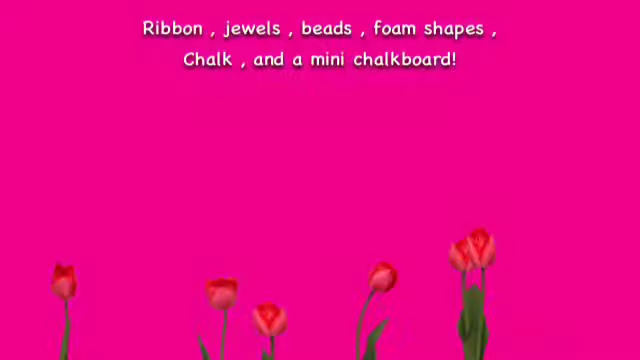 Ribbon , jewels , beads , foam shapes ,
Chalk , and a mini chalkboard!